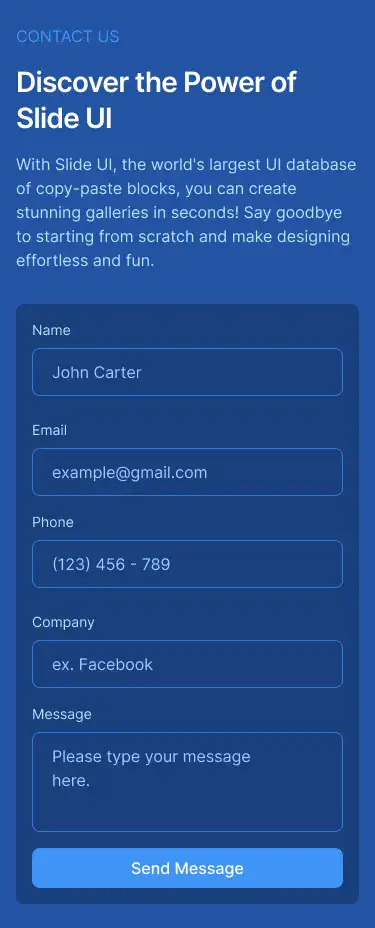 CONTACT US
Discover the Power of
Slide UI
With Slide UI, the world's largest UI database
of copy-paste blocks, you can create
stunning galleries in seconds! Say goodbye
to starting from scratch and make designing
effortless and fun.
Name
John Carter
Email
example@gmail.com
Phone
(123) 456 - 789
Company
ex. Facebook
Message
Please type your message
here.
Send Message